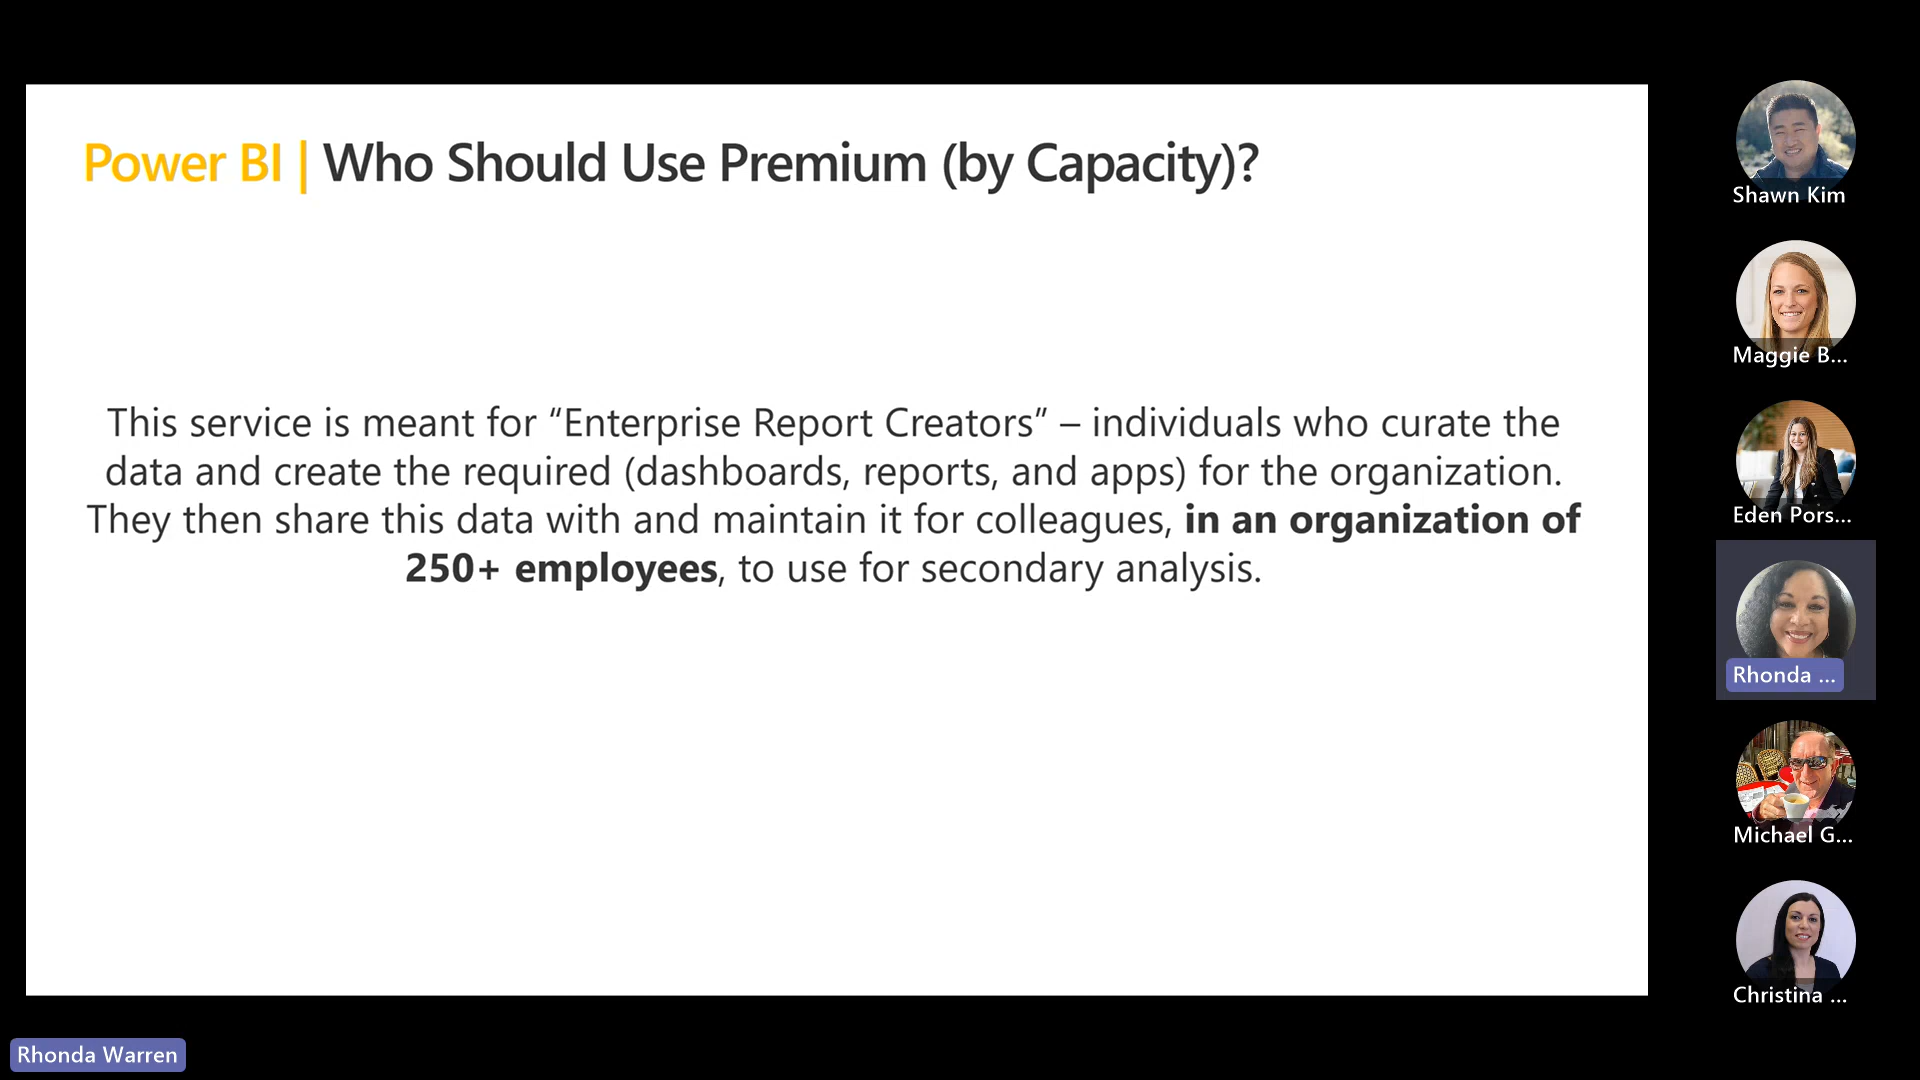 Power BI | Who Should Use Premium (by Capacity)?
This service is meant for “Enterprise Report Creators” – individuals who curate the
data and create the required (dashboards, reports, and apps) for the organization.
They then share this data with and maintain it for colleagues, in an organization of
250+ employees, to use for secondary analysis.
Shawn Kim
Maggie B...
Eden Pors...
Rhonda ...
Michael G...
Christina ...
Rhonda Warren